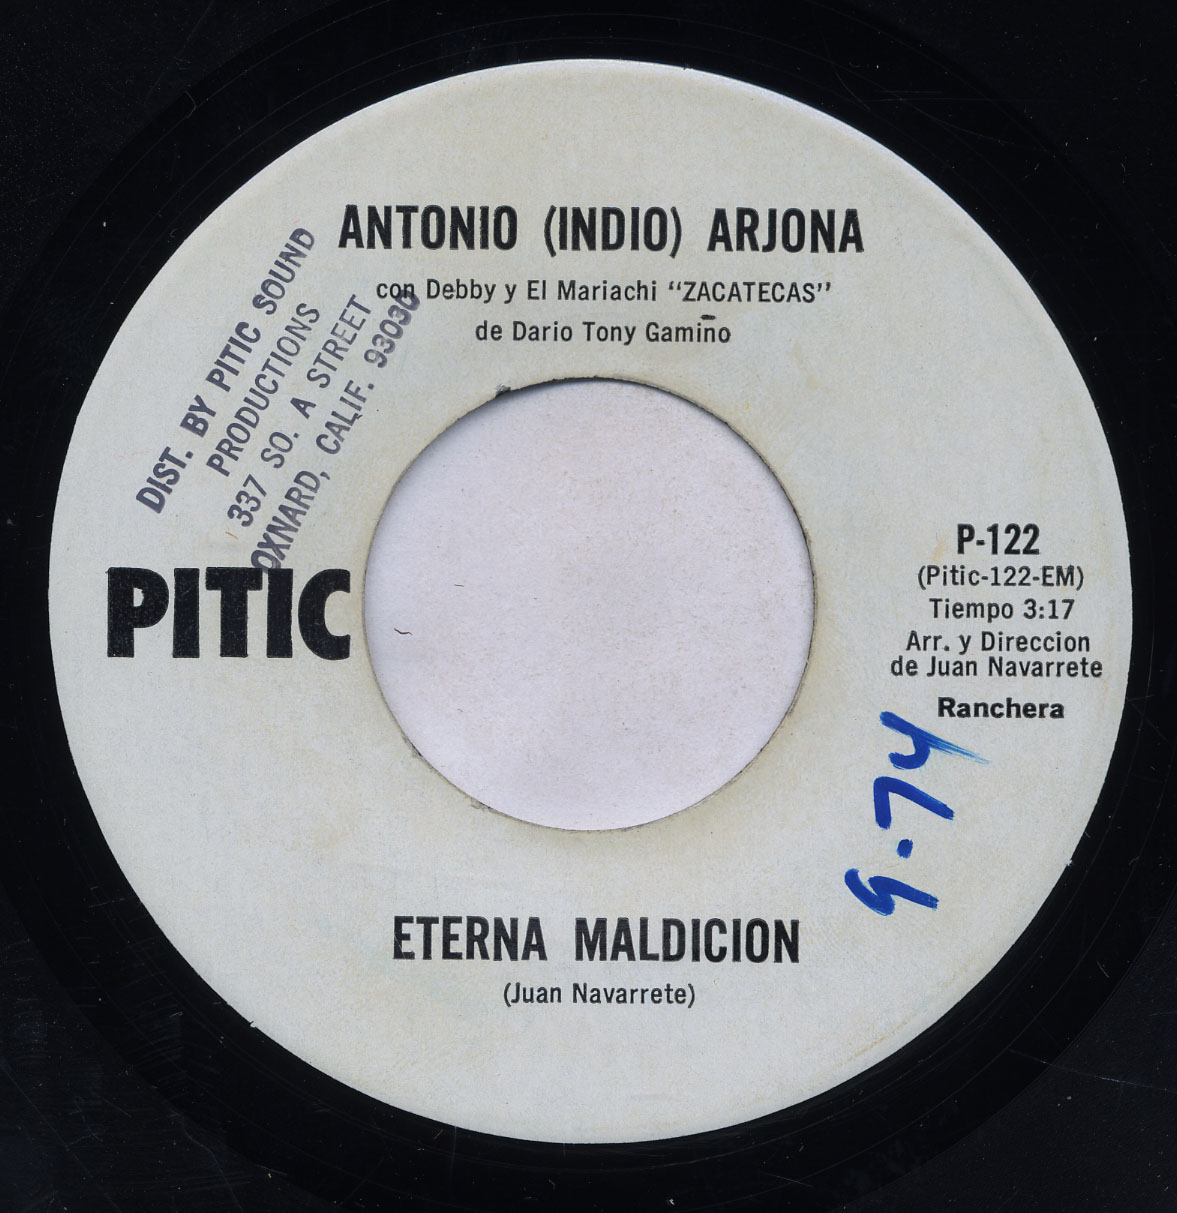 ANTONIO (INDIO) ARJONA
con Debby y El Mariachi "ZACATECAS"
de Dario Tony Gamiño
DIST. BY PITIC SOUND
PRODUCTIONS
337 SO. A STREET
OXNARD, CALIF. 93030
PITIC
P-122
(Pitic-122-EM)
Tiempo 3:17
Arr. y Direccion
de Juan Navarrete
Ranchera
9-74
ETERNA MALDICION
(Juan Navarrete)